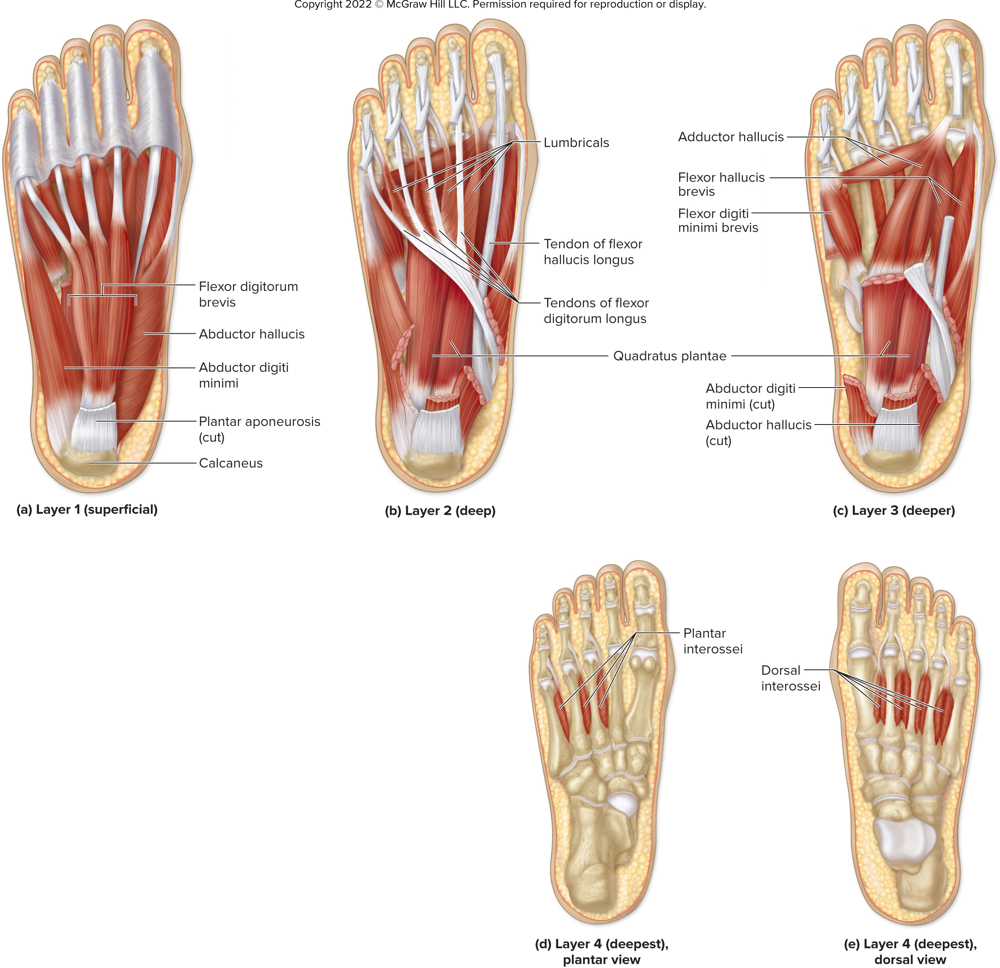 Copyright 2022 © McGraw Hill LLC. Permission required for reproduction or display.
Flexor digitorum
brevis
Abductor hallucis
Abductor digiti
minimi
Plantar aponeurosis
(cut)
Calcaneus
(a) Layer 1 (superficial)
Lumbricals
Tendon of flexor
hallucis longus
Tendons of flexor
digitorum longus
Quadratus plantae
(b) Layer 2 (deep)
Adductor hallucis
Flexor hallucis
brevis
Flexor digiti
minimi brevis
Abductor digiti
minimi (cut)
Abductor hallucis
(cut)
(c) Layer 3 (deeper)
Plantar
interossei
(d) Layer 4 (deepest),
plantar view
Dorsal
interossei
(e) Layer 4 (deepest),
dorsal view